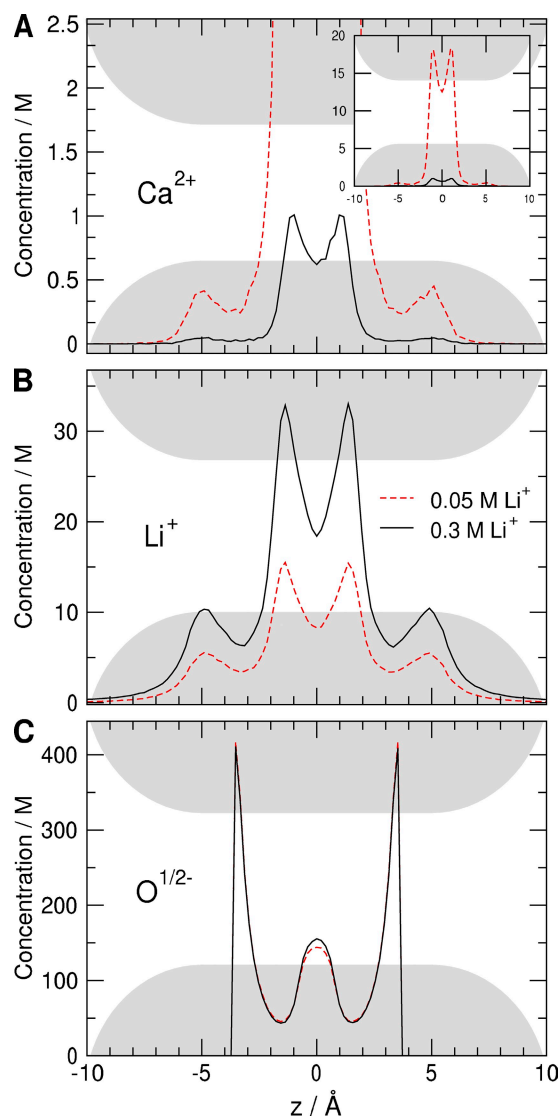 A
Concentration / M
2.5
2
1.5
1
0.5
0
Ca2+
20
15
10
5
0
-10 -5 0 5 10
B
Concentration / M
30
20
10
0
Li+
0.05 M Li+
0.3 M Li+
C
Concentration / M
400
300
200
100
0
O1/2-
-10 -5 0 5 10
z / Å